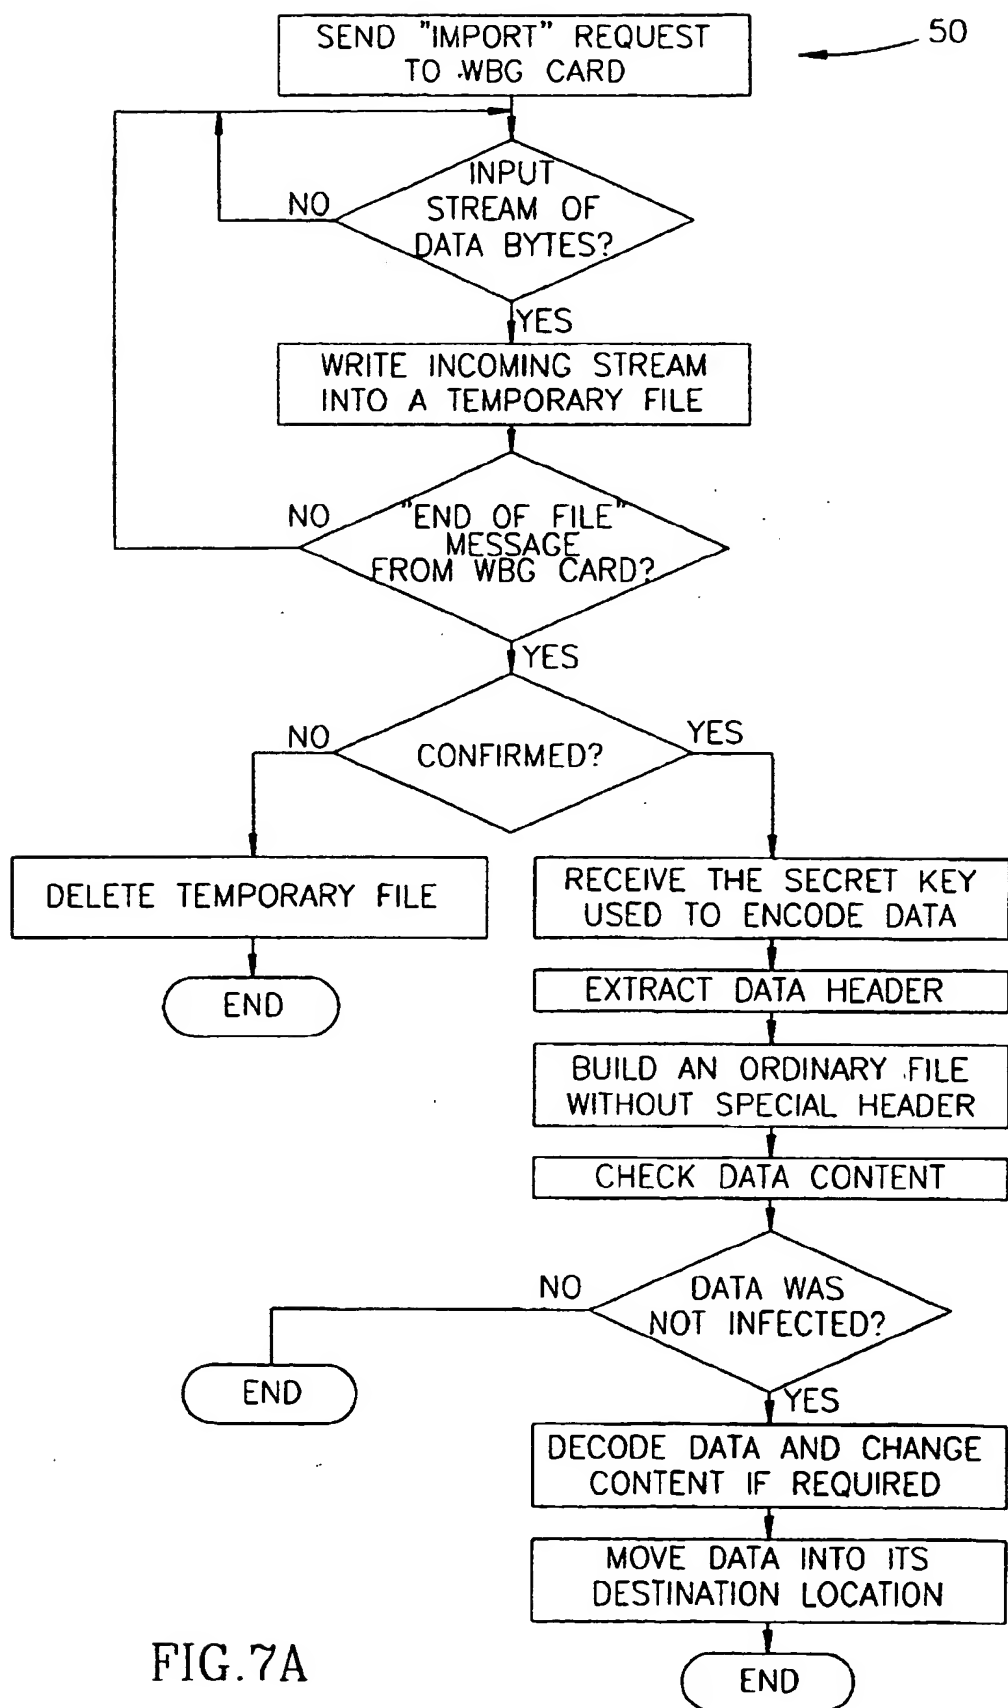 SEND "IMPORT" REQUEST
TO WBG CARD
50
INPUT
STREAM OF
DATA BYTES?
NO
YES
WRITE INCOMING STREAM
INTO A TEMPORARY FILE
"END OF FILE"
MESSAGE
FROM WBG CARD?
NO
YES
CONFIRMED?
NO
YES
DELETE TEMPORARY FILE
END
RECEIVE THE SECRET KEY
USED TO ENCODE DATA
EXTRACT DATA HEADER
BUILD AN ORDINARY FILE
WITHOUT SPECIAL HEADER
CHECK DATA CONTENT
DATA WAS
NOT INFECTED?
NO
END
YES
DECODE DATA AND CHANGE
CONTENT IF REQUIRED
MOVE DATA INTO ITS
DESTINATION LOCATION
END
FIG.7A